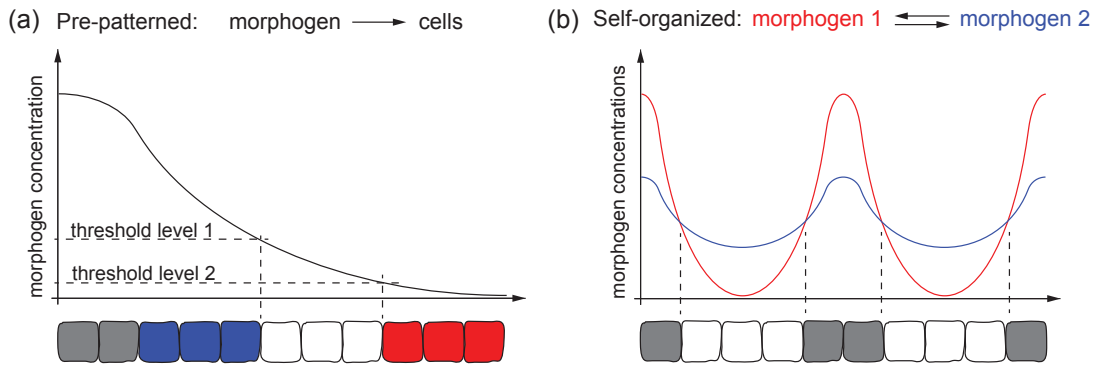 (a) Pre-patterned: morphogen → cells
morphogen concentration
threshold level 1
threshold level 2
(b) Self-organized: morphogen 1 ⇄ morphogen 2
morphogen concentrations